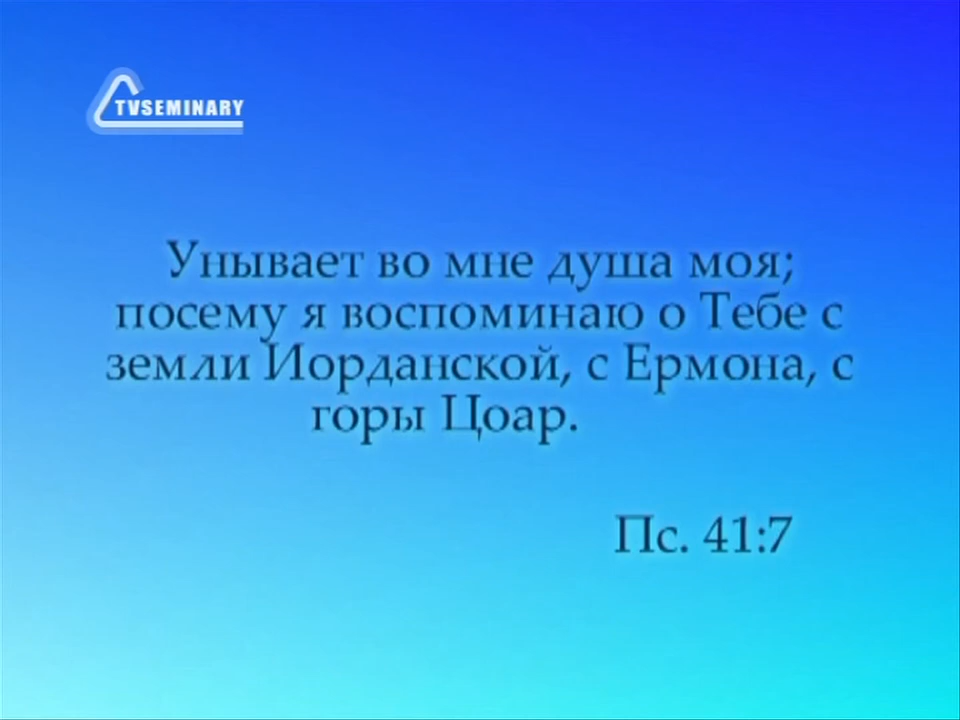 TVSEMINARY
Унывает во мне душа моя;
посему я воспоминаю о Тебе с
земли Иорданской, с Ермона, с
горы Цоар.
Пс. 41:7